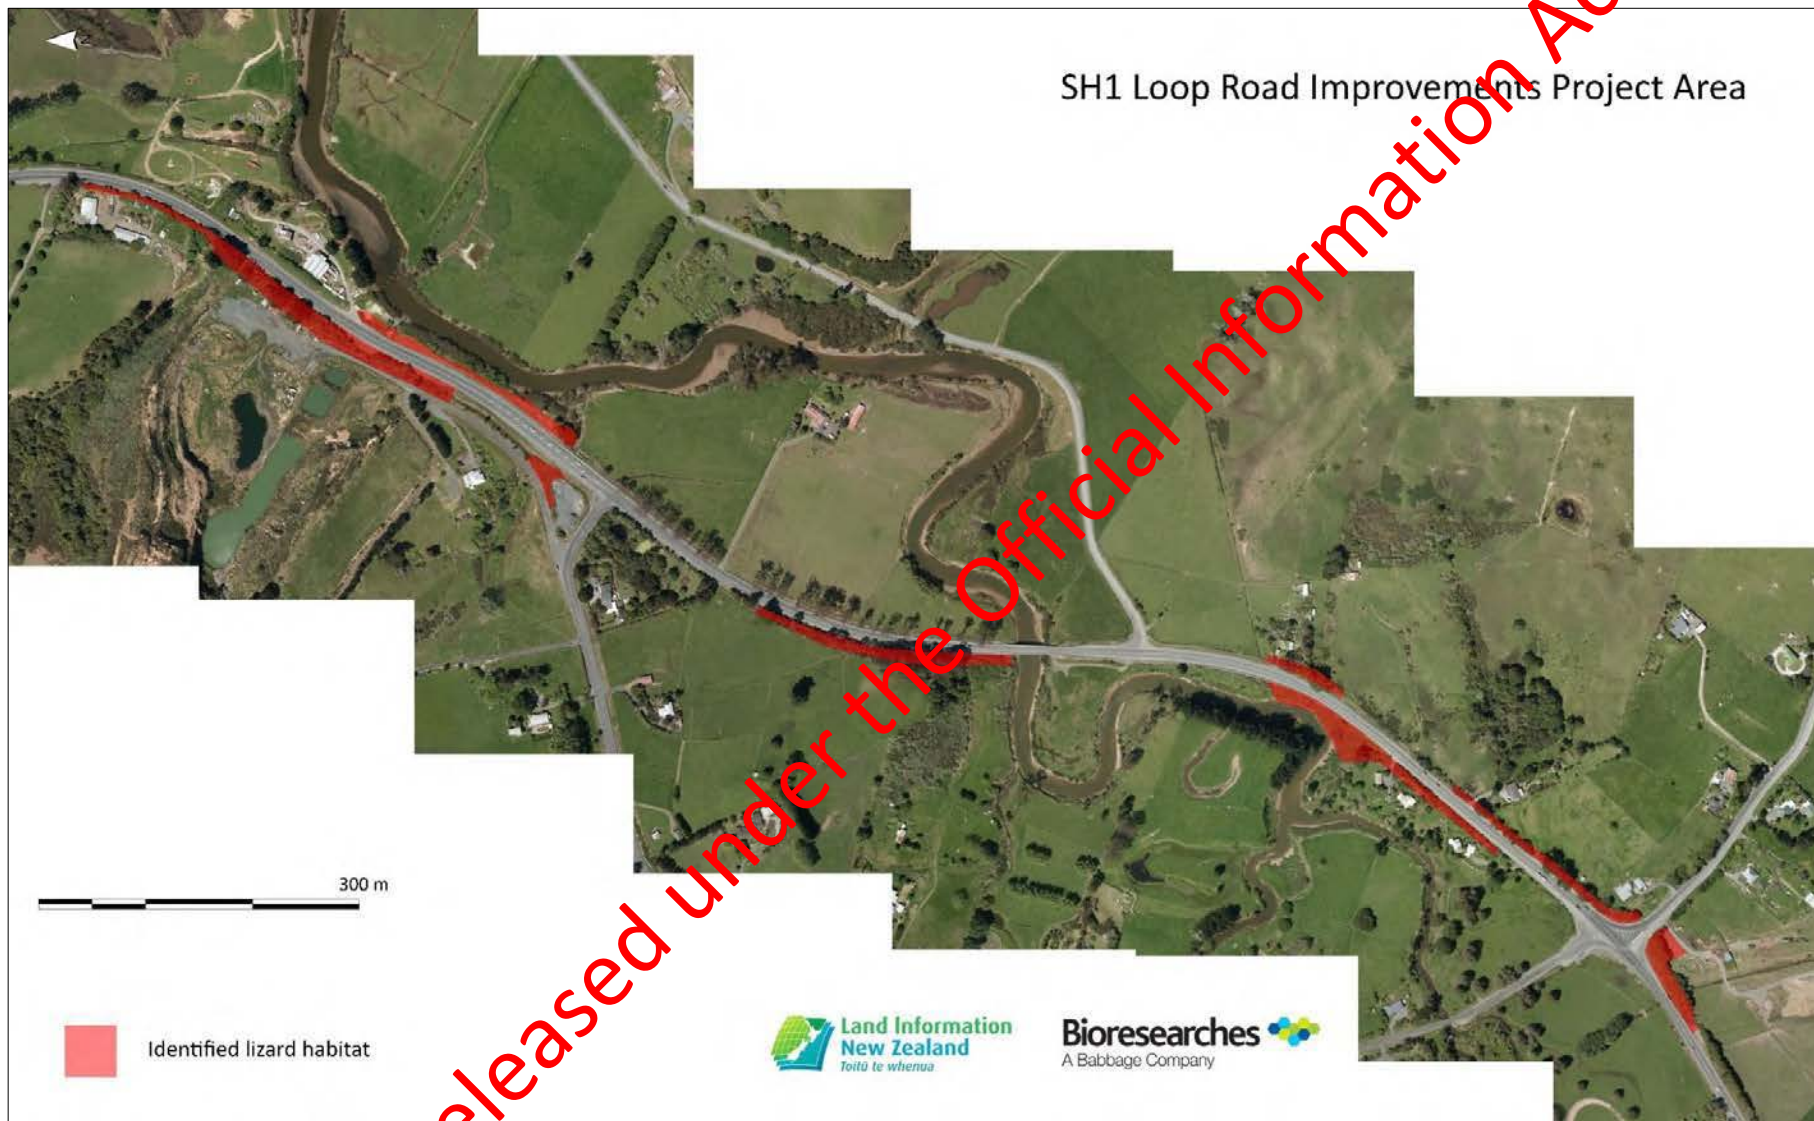 SH1 Loop Road Improvements Project Area
300 m
Identified lizard habitat
Land Information
New Zealand
Toitū te whenua
Bioresearches
A Babbage Company
eleased under the Official Information